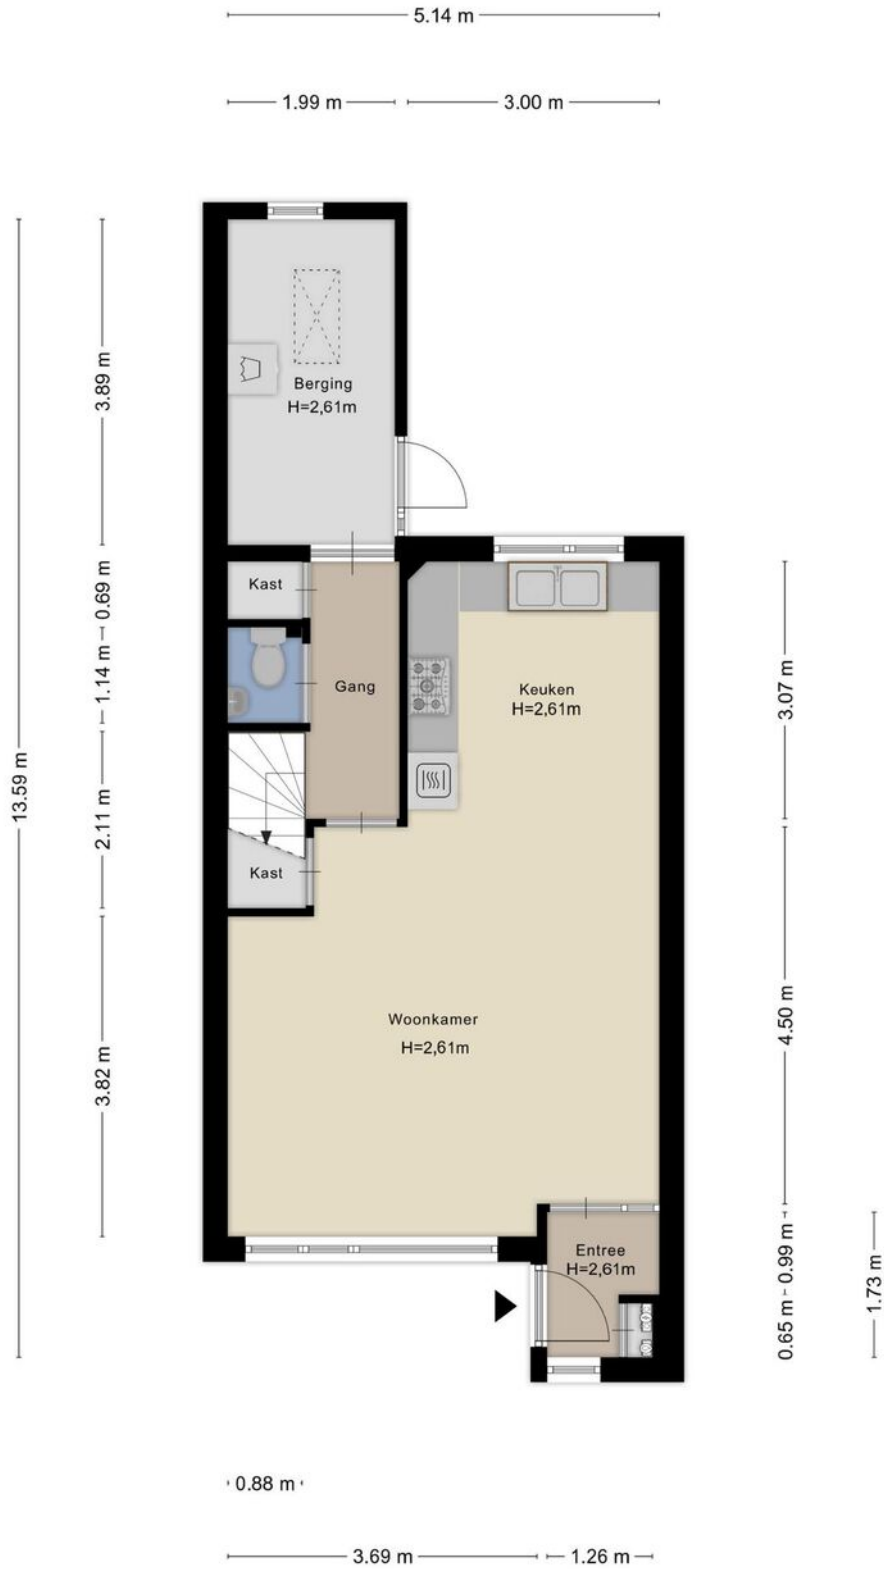 5.14 m
1.99 m
3.00 m
3.89 m
Berging
H=2,61m
0.69 m
Kast
1.14 m
Gang
Keuken
H=2,61m
3.07 m
13.59 m
2.11 m
Kast
Woonkamer
H=2,61m
4.50 m
3.82 m
Entree
H=2,61m
0.99 m
0.65 m
1.73 m
0.88 m
3.69 m
1.26 m